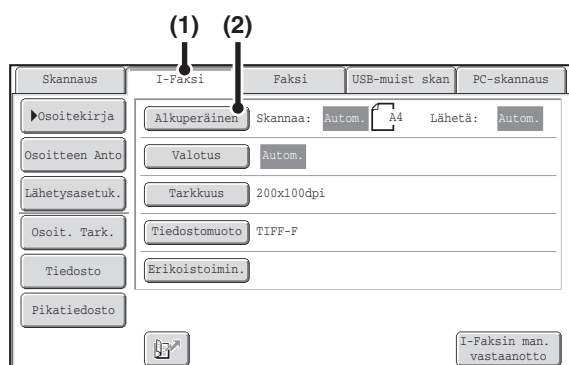 (1) (2)
Skannaus I-Faksi Faksi USB-muist skan PC-skannaus
Osoitekirja Alkuperäinen Skannaa: Autom. A4 Lähetä: Autom.
Osoitteen Anto Valotus Autom.
Lähetysasetuk. Tarkkuus 200x100dpi
Osoit. Tark. Tiedostomuoto TIFF-F
Tiedosto Erikoistoimin.
Pikatiedosto
I-Faksin man.
vastaanotto